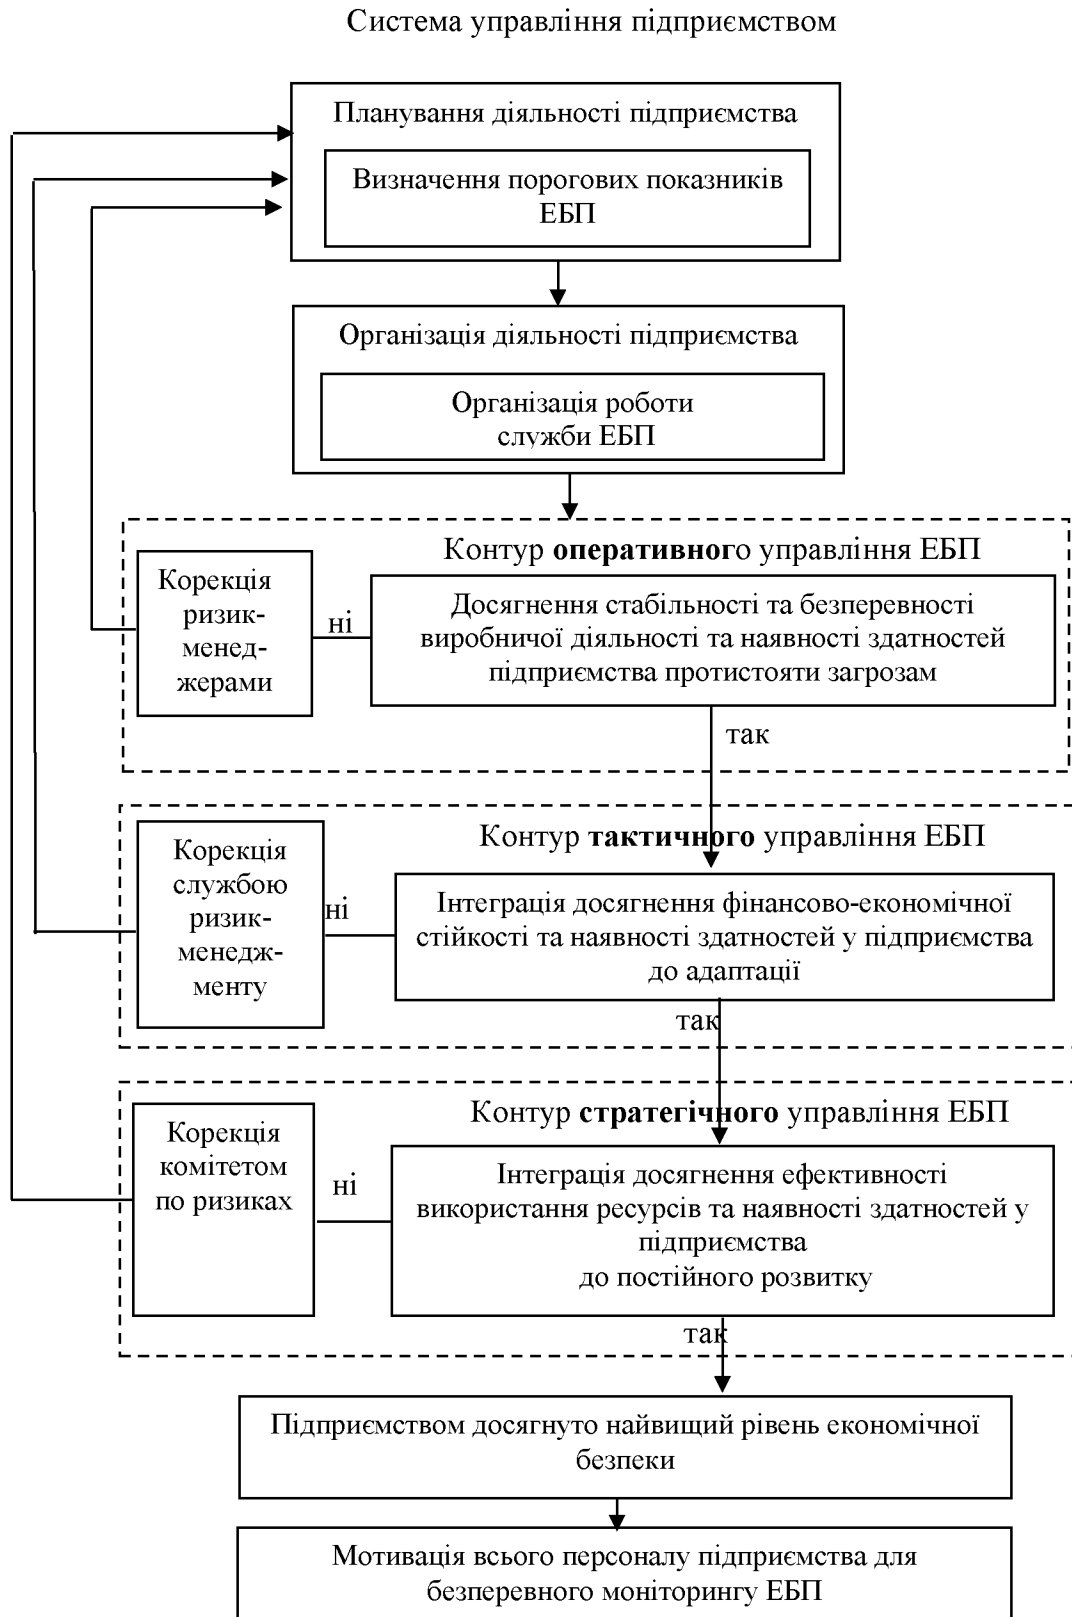 Система управління підприємством
Планування діяльності підприємства
Визначення порогових показників
ЕБП
Організація діяльності підприємства
Організація роботи
служби ЕБП
Контур оперативного управління ЕБП
Корекція
ризик-
менед-
жерами
ні
Досягнення стабільності та безперевності
виробничої діяльності та наявності здатностей
підприємства протистояти загрозам
так
Контур тактичного управління ЕБП
Корекція
службою
ризик-
менедж-
менту
ні
Інтеграція досягнення фінансово-економічної
стійкості та наявності здатностей у підприємства
до адаптації
так
Контур стратегічного управління ЕБП
Корекція
комітетом
по ризиках
ні
Інтеграція досягнення ефективності
використання ресурсів та наявності здатностей у
підприємства
до постійного розвитку
так
Підприємством досягнуто найвищий рівень економічної
безпеки
Мотивація всього персоналу підприємства для
безперевного моніторингу ЕБП